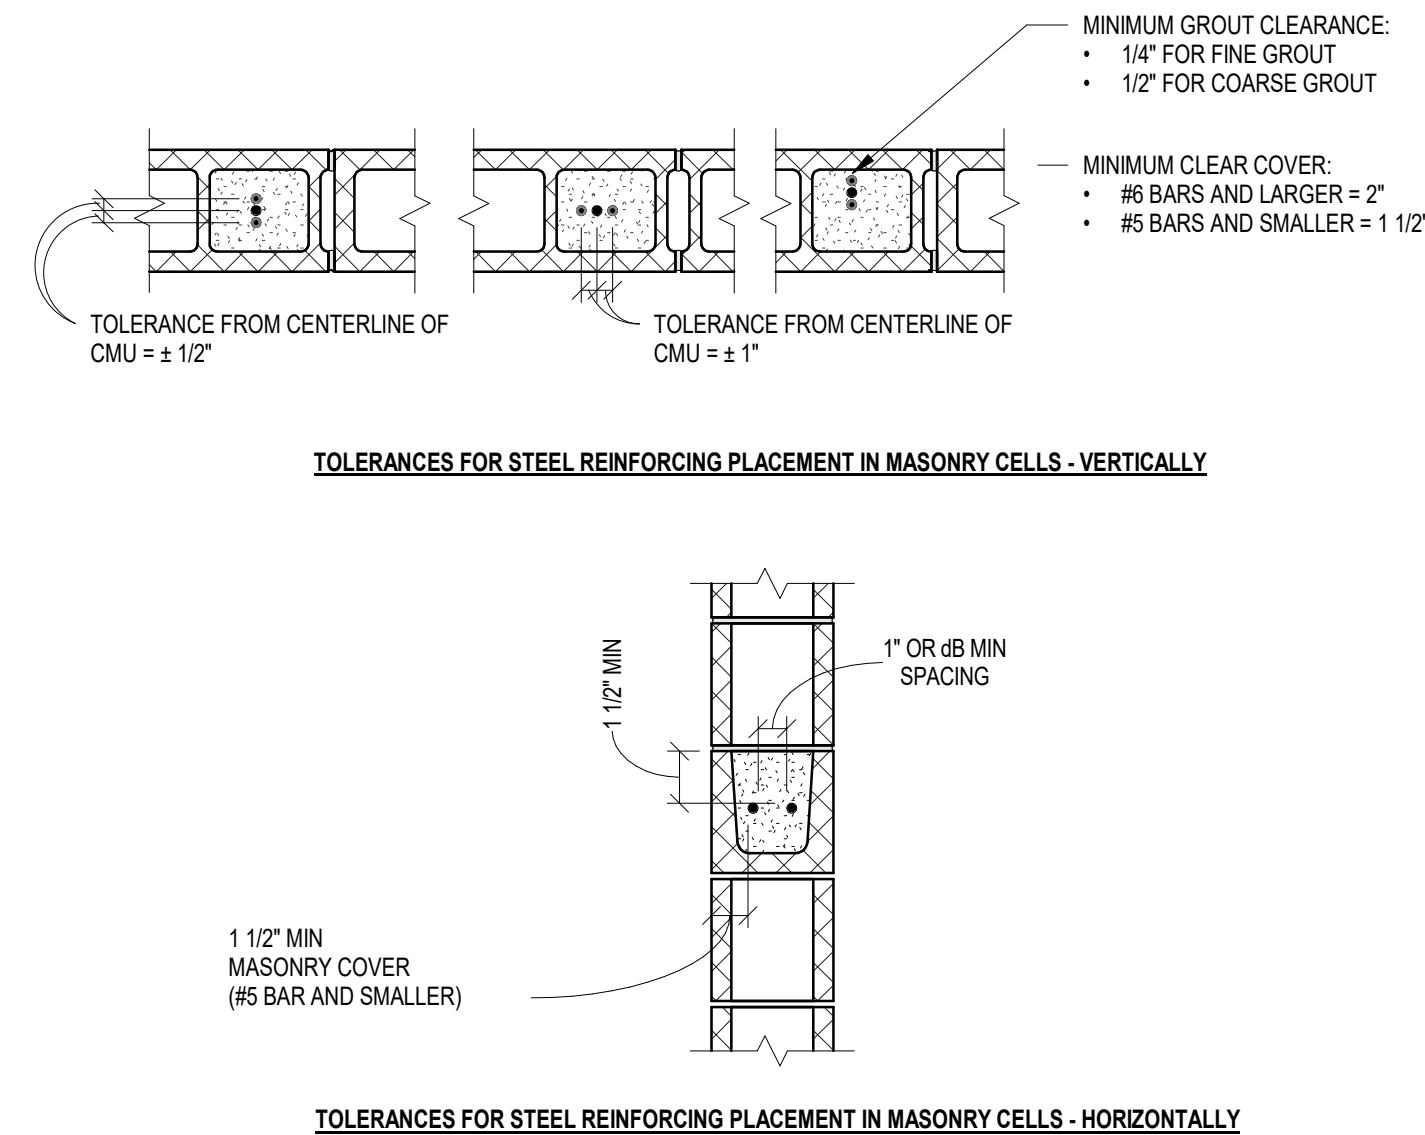 MINIMUM GROUT CLEARANCE:
• 1/4" FOR FINE GROUT
• 1/2" FOR COARSE GROUT
MINIMUM CLEAR COVER:
• #6 BARS AND LARGER = 2"
• #5 BARS AND SMALLER = 1 1/2"
TOLERANCE FROM CENTERLINE OF
CMU = ± 1/2"
TOLERANCE FROM CENTERLINE OF
CMU = ± 1"
TOLERANCES FOR STEEL REINFORCING PLACEMENT IN MASONRY CELLS - VERTICALLY
1 1/2" MIN
1" OR dB MIN
SPACING
1 1/2" MIN
MASONRY COVER
(#5 BAR AND SMALLER)
TOLERANCES FOR STEEL REINFORCING PLACEMENT IN MASONRY CELLS - HORIZONTALLY